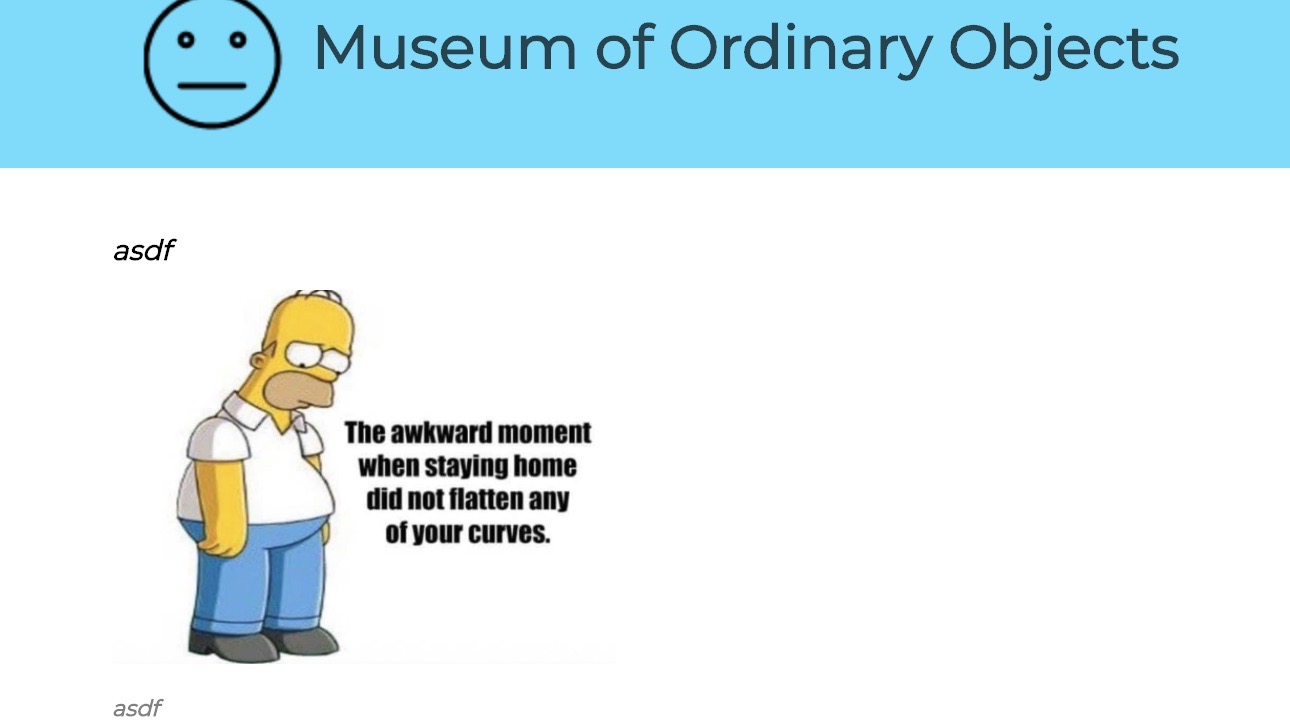 Museum of Ordinary Objects
asdf
The awkward moment
when staying home
did not flatten any
of your curves.
asdf